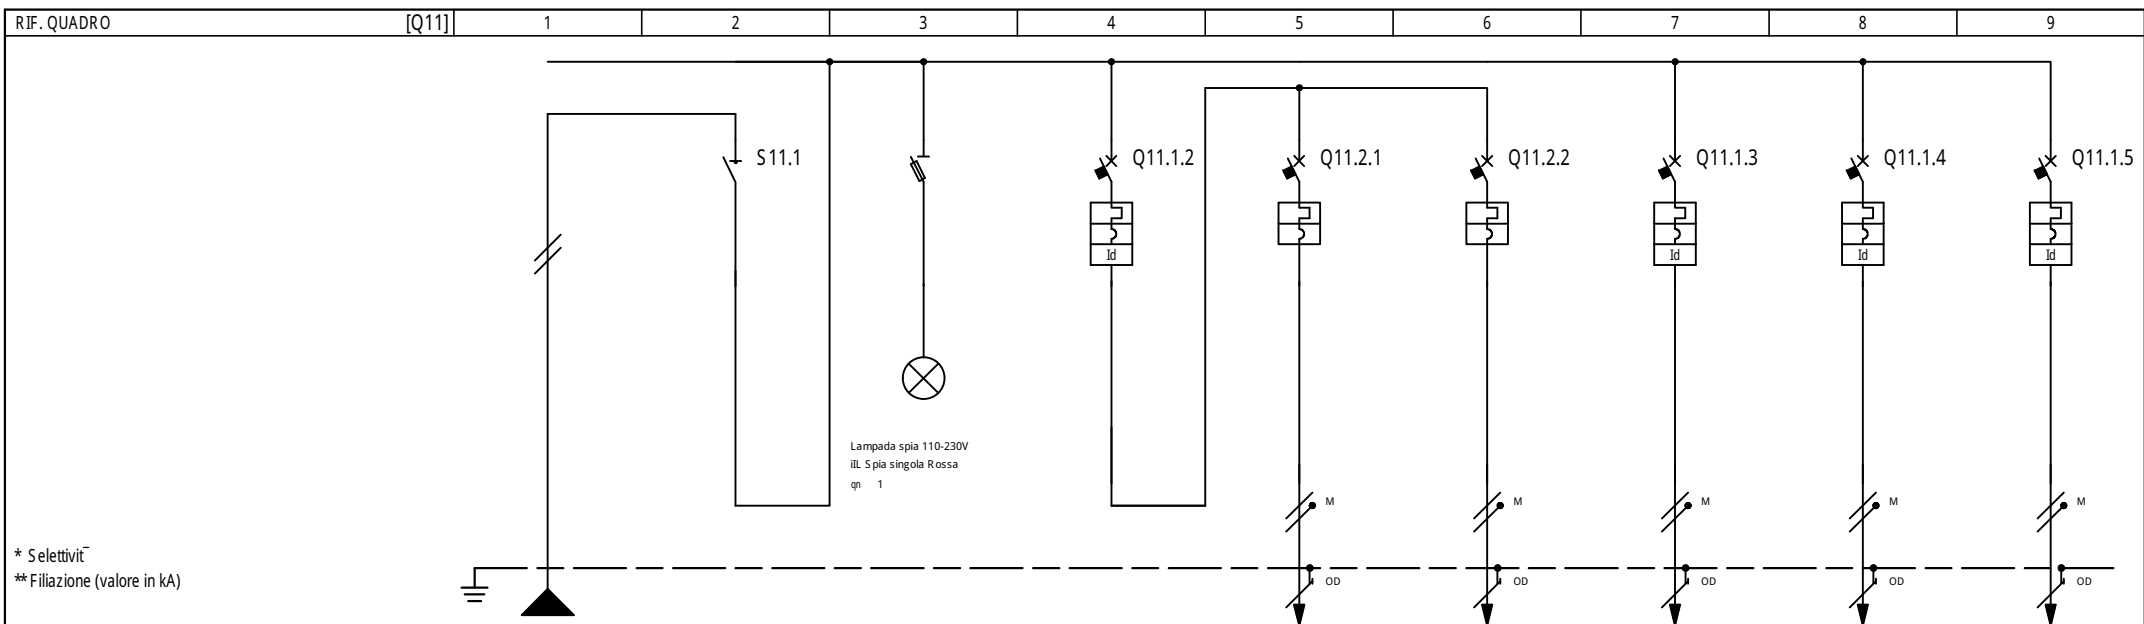 RIF. QUADRO [Q11] 1 2 3 4 5 6 7 8 9
S11.1 Q11.1.2 Q11.2.1 Q11.2.2 Q11.1.3 Q11.1.4 Q11.1.5
Id Id Id Id
Lampada spia 110-230V
iIL Spia singola Rossa
qn 1
M M M M M
* Selettivit¯
** Filiazione (valore in kA)
OD OD OD OD OD